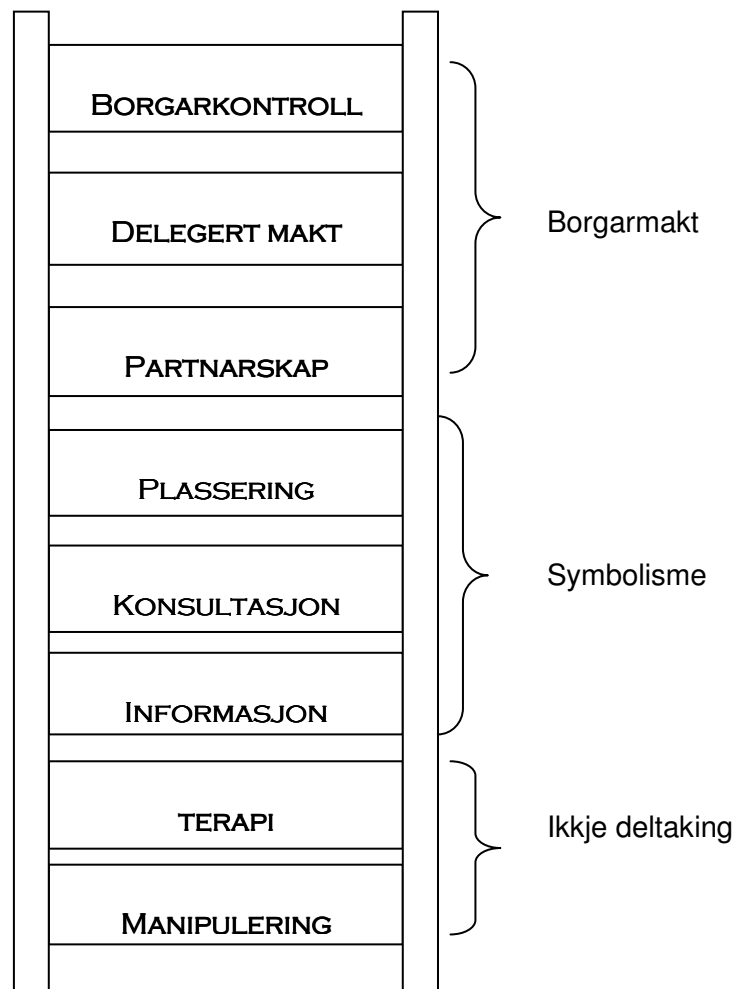 Borgarkontroll
Delegert makt
Borgarmakt
Partnarskap
Plassering
Symbolisme
Konsultasjon
Informasjon
terapi
Ikkje deltaking
Manipulering